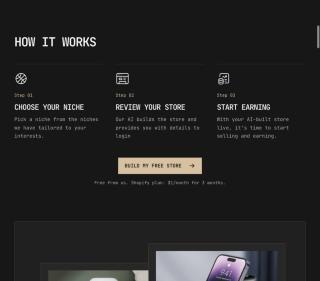 HOW IT WORKS
Step 01
CHOOSE YOUR NICHE
Pick a niche from the niches
we have tailored to your
interests.
Step 02
REVIEW YOUR STORE
Our AI builds the store and
provides you with details to
login
Step 03
START EARNING
With your AI-built store
live, it's time to start
selling and earning.
BUILD MY FREE STORE →
Free from us. Shopify plan: $1/month for 3 months.
9:41